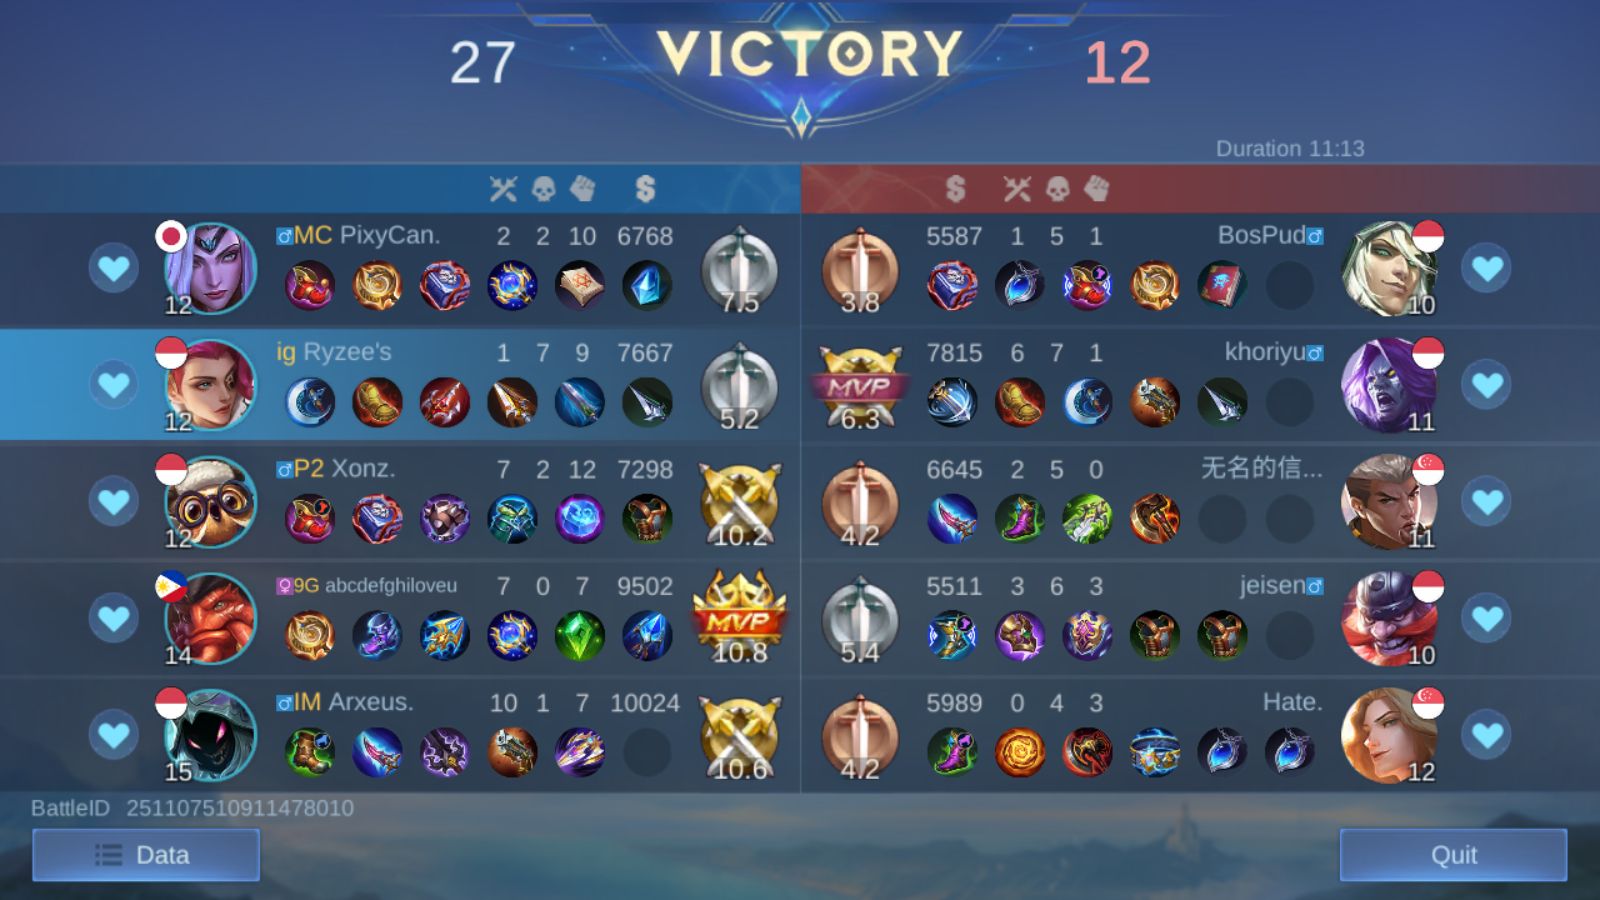 27 VICTORY 12
Duration 11:13
MC PixyCan. 2 2 10 6768
12 7.5
5587 1 5 1 BosPud
3.8 10
ig Ryzee's 1 7 9 7667
12 5.2
MVP 7815 6 7 1 khoriyu
6.3 11
P2 Xonz. 7 2 12 7298
12 10.2
6645 2 5 0 无名的信...
4.2 11
9G abcdefghiloveu 7 0 7 9502
MVP
14 10.8
5511 3 6 3 jeisen
5.4 10
IM Arxeus. 10 1 7 10024
15 10.6
5989 0 4 3 Hate.
4.2 12
BattleID 251107510911478010
Data
Quit